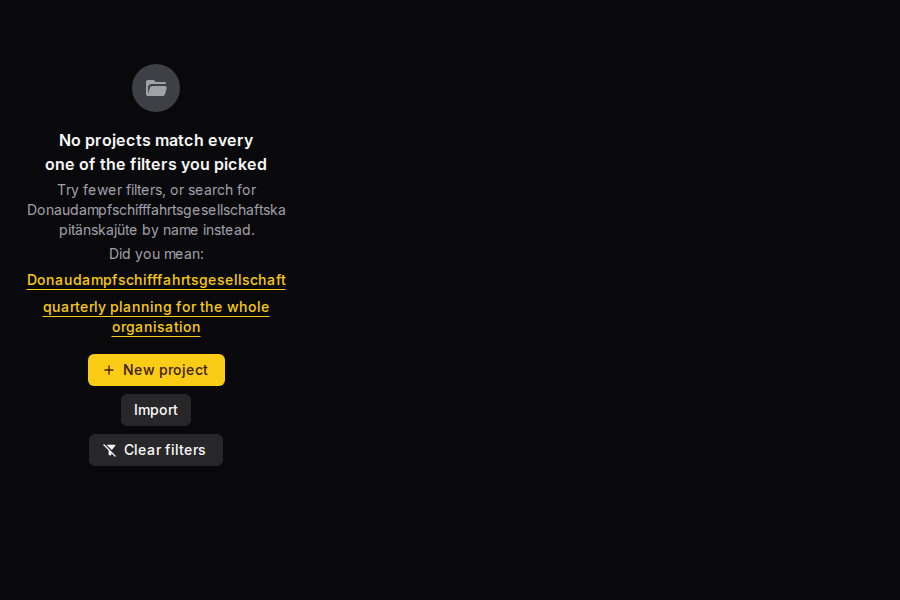 No projects match every
one of the filters you picked
Try fewer filters, or search for
Donaudampfschifffahrtsgesellschaftska
pitänskajüte by name instead.
Did you mean:
Donaudampfschifffahrtsgesellschaft
quarterly planning for the whole
organisation
New project
Import
Clear filters